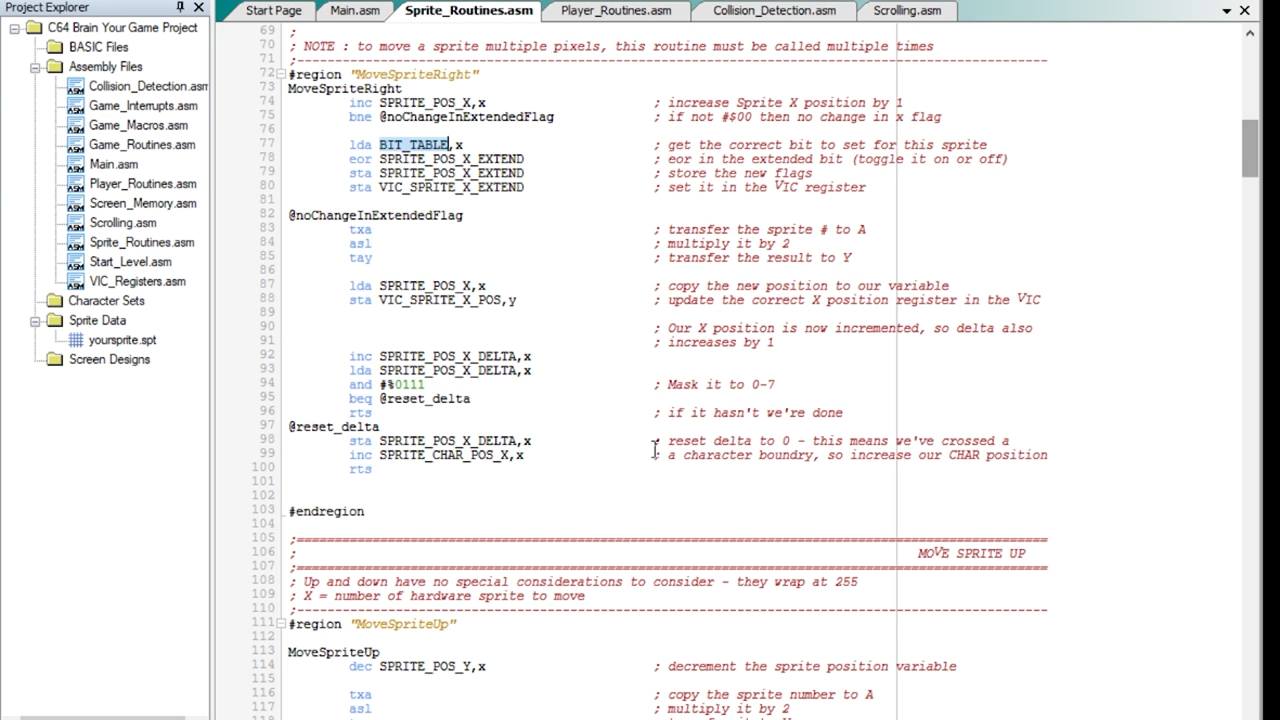 Project Explorer
C64 Brain Your Game Project
BASIC Files
Assembly Files
Collision_Detection.asm
Game_Interrupts.asm
Game_Macros.asm
Game_Routines.asm
Main.asm
Player_Routines.asm
Screen_Memory.asm
Scrolling.asm
Sprite_Routines.asm
Start_Level.asm
VIC_Registers.asm
Character Sets
Sprite Data
yoursprite.spt
Screen Designs
Start Page Main.asm Sprite_Routines.asm Player_Routines.asm Collision_Detection.asm Scrolling.asm
69 ;
70 ; NOTE : to move a sprite multiple pixels, this routine must be called multiple times
71 ;---------------------------------------------------------------------------------------------------
72 #region "MoveSpriteRight"
73 MoveSpriteRight
74 inc SPRITE_POS_X,x ; increase Sprite X position by 1
75 bne @noChangeInExtendedFlag ; if not #$00 then no change in x flag
76
77 lda BIT_TABLE,x ; get the correct bit to set for this sprite
78 eor SPRITE_POS_X_EXTEND ; eor in the extended bit (toggle it on or off)
79 sta SPRITE_POS_X_EXTEND ; store the new flags
80 sta VIC_SPRITE_X_EXTEND ; set it in the VIC register
81
82 @noChangeInExtendedFlag
83 txa ; transfer the sprite # to A
84 asl ; multiply it by 2
85 tay ; transfer the result to Y
86
87 lda SPRITE_POS_X,x ; copy the new position to our variable
88 sta VIC_SPRITE_X_POS,y ; update the correct X position register in the VIC
89
90 ; Our X position is now incremented, so delta also
91 ; increases by 1
92 inc SPRITE_POS_X_DELTA,x
93 lda SPRITE_POS_X_DELTA,x
94 and #%0111 ; Mask it to 0-7
95 beq @reset_delta
96 rts ; if it hasn't we're done
97 @reset_delta
98 sta SPRITE_POS_X_DELTA,x ; reset delta to 0 - this means we've crossed a
99 inc SPRITE_CHAR_POS_X,x ; a character boundry, so increase our CHAR position
100 rts
101
102
103 #endregion
104
105 ;===================================================================================================
106 ; MOVE SPRITE UP
107 ;===================================================================================================
108 ; Up and down have no special considerations to consider - they wrap at 255
109 ; X = number of hardware sprite to move
110 ;---------------------------------------------------------------------------------------------------
111 #region "MoveSpriteUp"
112
113 MoveSpriteUp
114 dec SPRITE_POS_Y,x ; decrement the sprite position variable
115
116 txa ; copy the sprite number to A
117 asl ; multiply it by 2